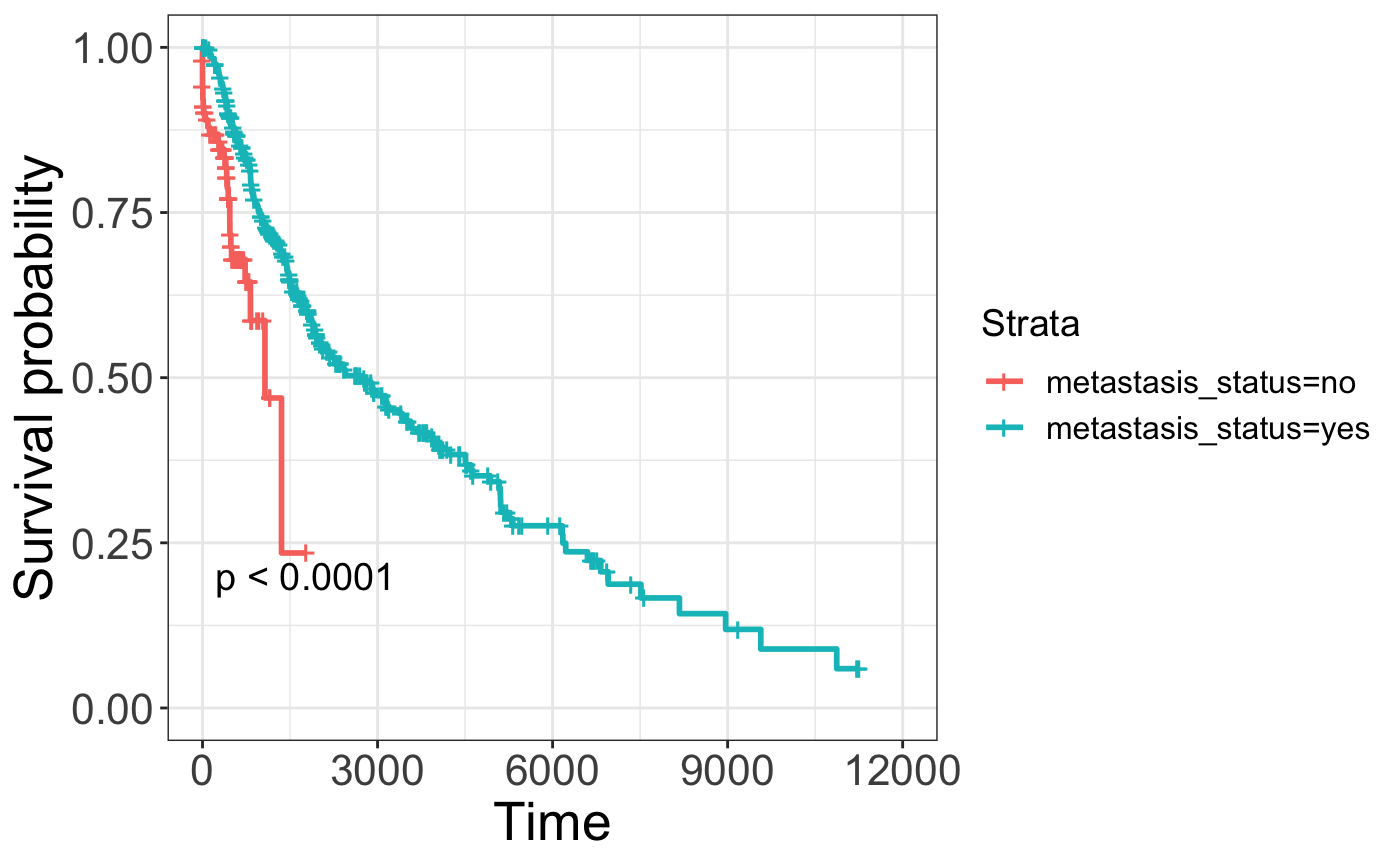 Survival probability
1.00
0.75
0.50
0.25
0.00
p < 0.0001
0 3000 6000 9000 12000
Time
Strata
metastasis_status=no
metastasis_status=yes